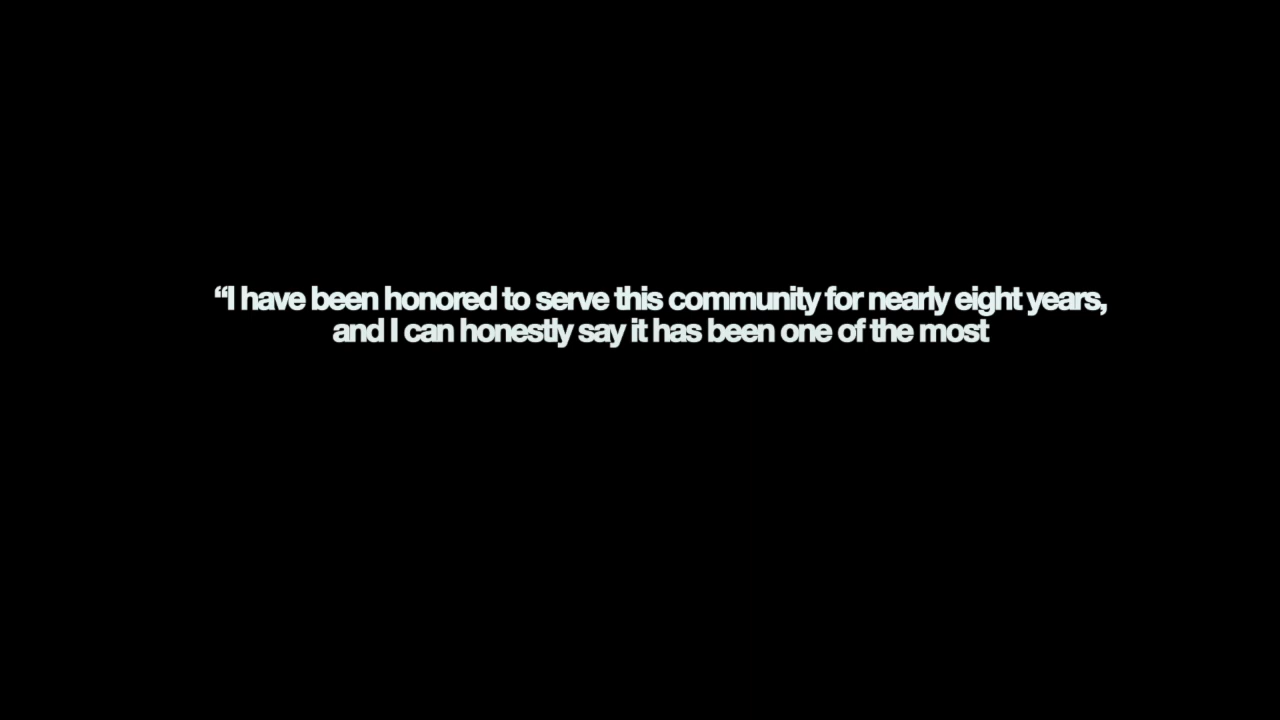 “I have been honored to serve this community for nearly eight years,
and I can honestly say it has been one of the most